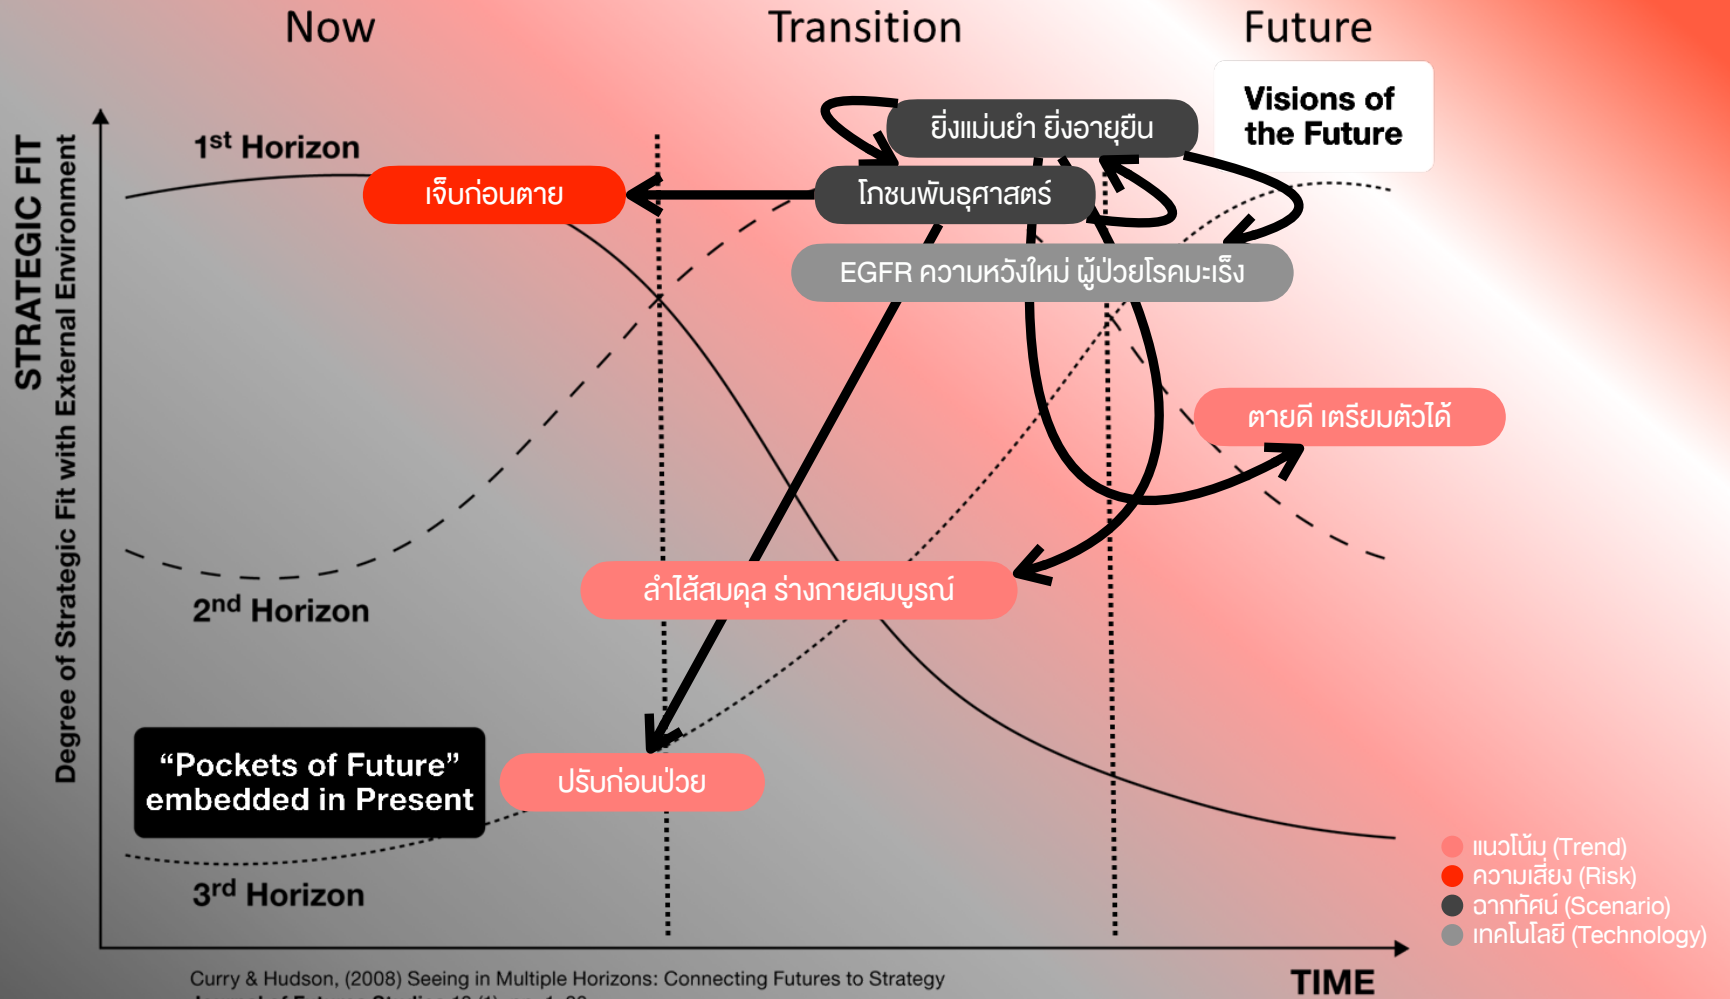 Now
Transition
Future
Visions of
the Future
ยิ่งแม่นยำ ยิ่งอายุยืน
1st Horizon
เจ็บก่อนตาย
โภชนพันธุศาสตร์
EGFR ความหวังใหม่ ผู้ป่วยโรคมะเร็ง
STRATEGIC FIT
Degree of Strategic Fit with External Environment
ตายดี เตรียมตัวได้
ลำไส้สมดุล ร่างกายสมบูรณ์
2nd Horizon
"Pockets of Future"
embedded in Present
ปรับก่อนป่วย
3rd Horizon
แนวโน้ม (Trend)
ความเสี่ยง (Risk)
ฉากทัศน์ (Scenario)
เทคโนโลยี (Technology)
TIME
Curry & Hudson, (2008) Seeing in Multiple Horizons: Connecting Futures to Strategy